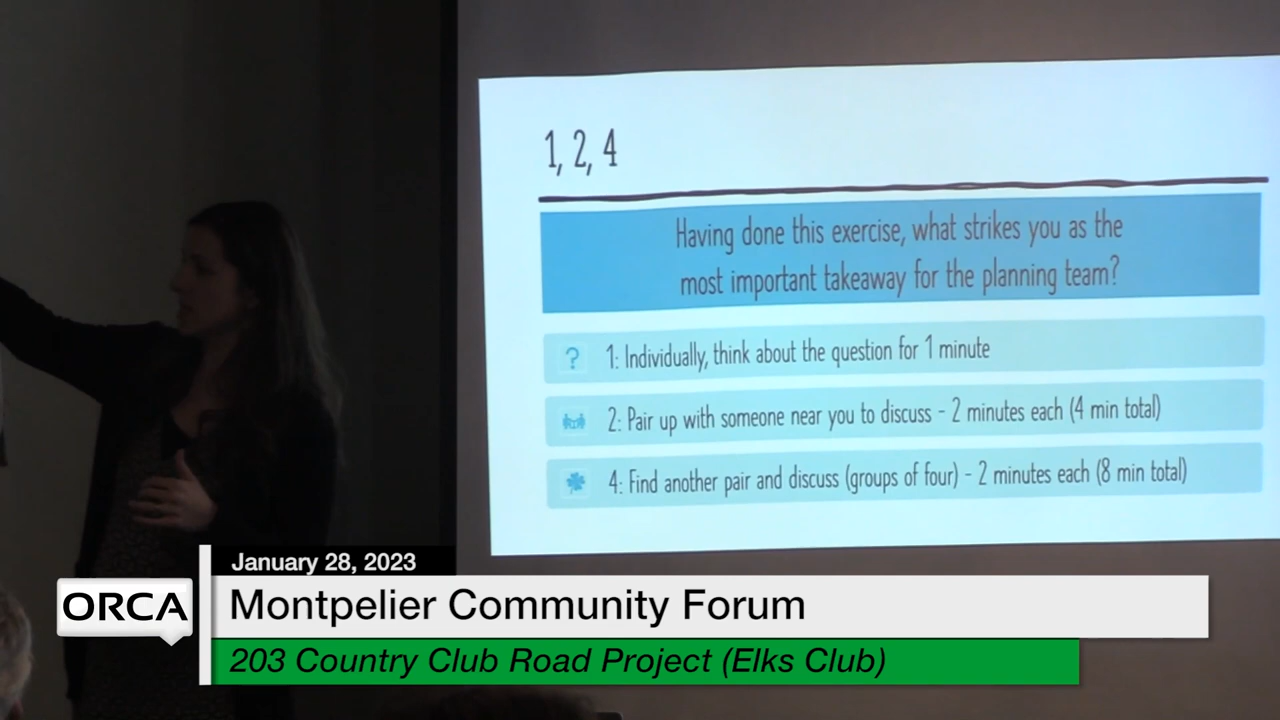 1, 2, 4
Having done this exercise, what strikes you as the
most important takeaway for the planning team?
?
1: Individually, think about the question for 1 minute
2: Pair up with someone near you to discuss - 2 minutes each (4 min total)
4: Find another pair and discuss (groups of four) - 2 minutes each (8 min total)
January 28, 2023
ORCA
Montpelier Community Forum
203 Country Club Road Project (Elks Club)